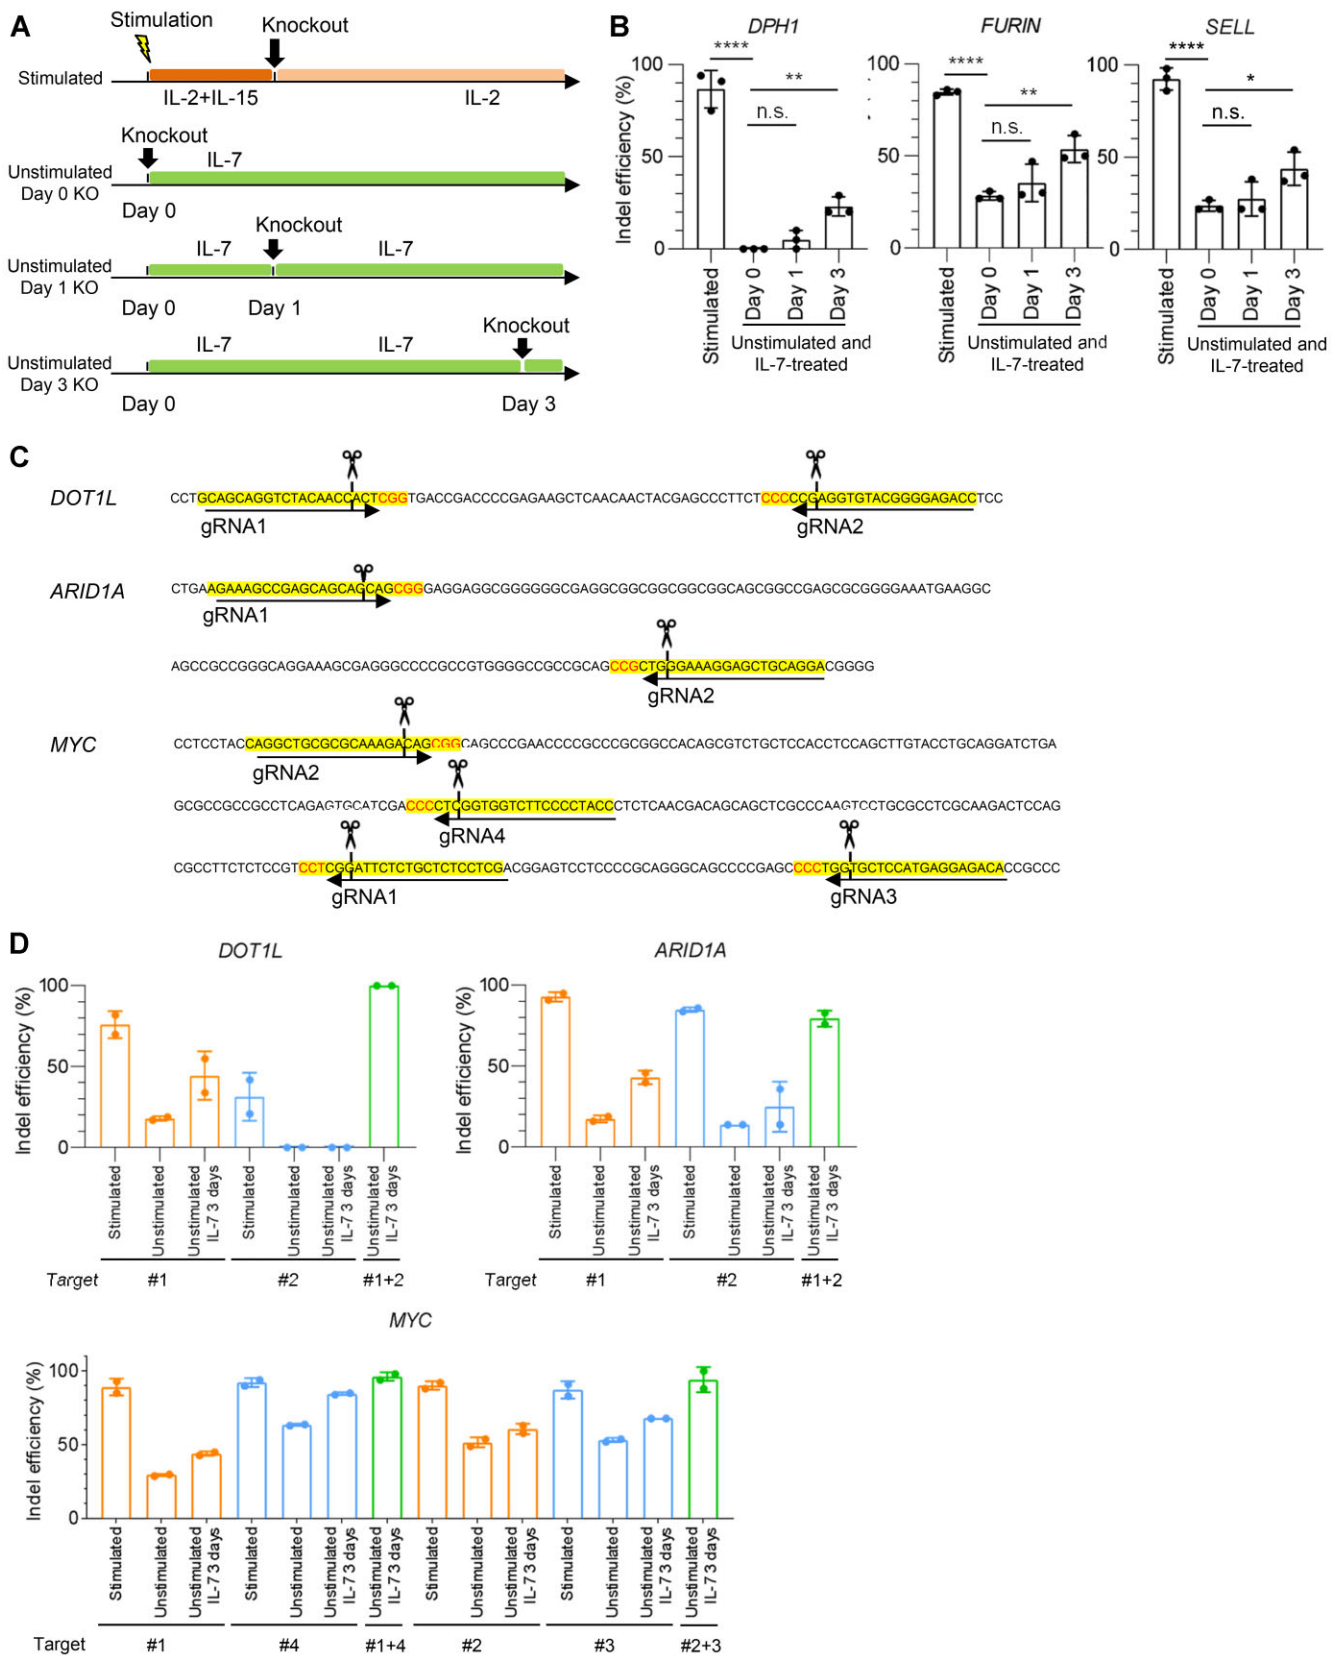 A
Stimulation
Knockout
Stimulated
IL-2+IL-15
IL-2
Knockout
IL-7
Unstimulated
Day 0 KO
Day 0
Knockout
IL-7
IL-7
Unstimulated
Day 1 KO
Day 0
Day 1
Knockout
IL-7
IL-7
Unstimulated
Day 3 KO
Day 0
Day 3
B
DPH1
****
**
n.s.
Indel efficiency (%)
100
50
0
Stimulated
Day 0
Day 1
Day 3
Unstimulated and
IL-7-treated
FURIN
****
**
n.s.
100
50
0
Stimulated
Day 0
Day 1
Day 3
Unstimulated and
IL-7-treated
SELL
****
*
n.s.
100
50
0
Stimulated
Day 0
Day 1
Day 3
Unstimulated and
IL-7-treated
C
DOT1L
CCTGCAGCAGGTCTACAACCACTCGGTGACCGACCCCGAGAAGCTCAACAACTACGAGCCCTTCTCCCCCGAGGTGTACGGGGAGACCTCC
gRNA1
gRNA2
ARID1A
CTGAAGAAAGCCGAGCAGCAGCAGCGGGAGGAGGCGGGGGGCGAGGCGGCGGCGGCGGCAGCGGCCGAGCGCGGGGAAATGAAGGC
gRNA1
AGCCGCCGGGCAGGAAAGCGAGGGCCCCGCCGTGGGGCCGCCGCAGCCGCTGGGAAAGGAGCTGCAGGACGGGG
gRNA2
MYC
CCTCCTACCAGGCTGCGCGCAAAGACAGCGGCAGCCCGAACCCCGCCCGCGGCCACAGCGTCTGCTCCACCTCCAGCTTGTACCTGCAGGATCTGA
gRNA2
GCGCCGCCGCCTCAGAGTGCATCGACCCCTCGGTGGTCTTCCCCTACCCTCTCAACGACAGCAGCTCGCCCAAGTCCTGCGCCTCGCAAGACTCCAG
gRNA4
CGCCTTCTCTCCGTCCTCGGATTCTCTGCTCTCCTCGACGGAGTCCTCCCCGCAGGGCAGCCCCGAGCCCCTGGTGCTCCATGAGGAGACACCGCCC
gRNA1
gRNA3
D
DOT1L
Indel efficiency (%)
100
50
0
Stimulated
Unstimulated
Unstimulated
IL-7 3 days
Stimulated
Unstimulated
Unstimulated
IL-7 3 days
Unstimulated
IL-7 3 days
Target
#1
#2
#1+2
ARID1A
Indel efficiency (%)
100
50
0
Stimulated
Unstimulated
Unstimulated
IL-7 3 days
Stimulated
Unstimulated
Unstimulated
IL-7 3 days
Unstimulated
IL-7 3 days
Target
#1
#2
#1+2
MYC
Indel efficiency (%)
100
50
0
Stimulated
Unstimulated
Unstimulated
IL-7 3 days
Stimulated
Unstimulated
Unstimulated
IL-7 3 days
Unstimulated
IL-7 3 days
Stimulated
Unstimulated
Unstimulated
IL-7 3 days
Stimulated
Unstimulated
Unstimulated
IL-7 3 days
Unstimulated
IL-7 3 days
Target
#1
#4
#1+4
#2
#3
#2+3